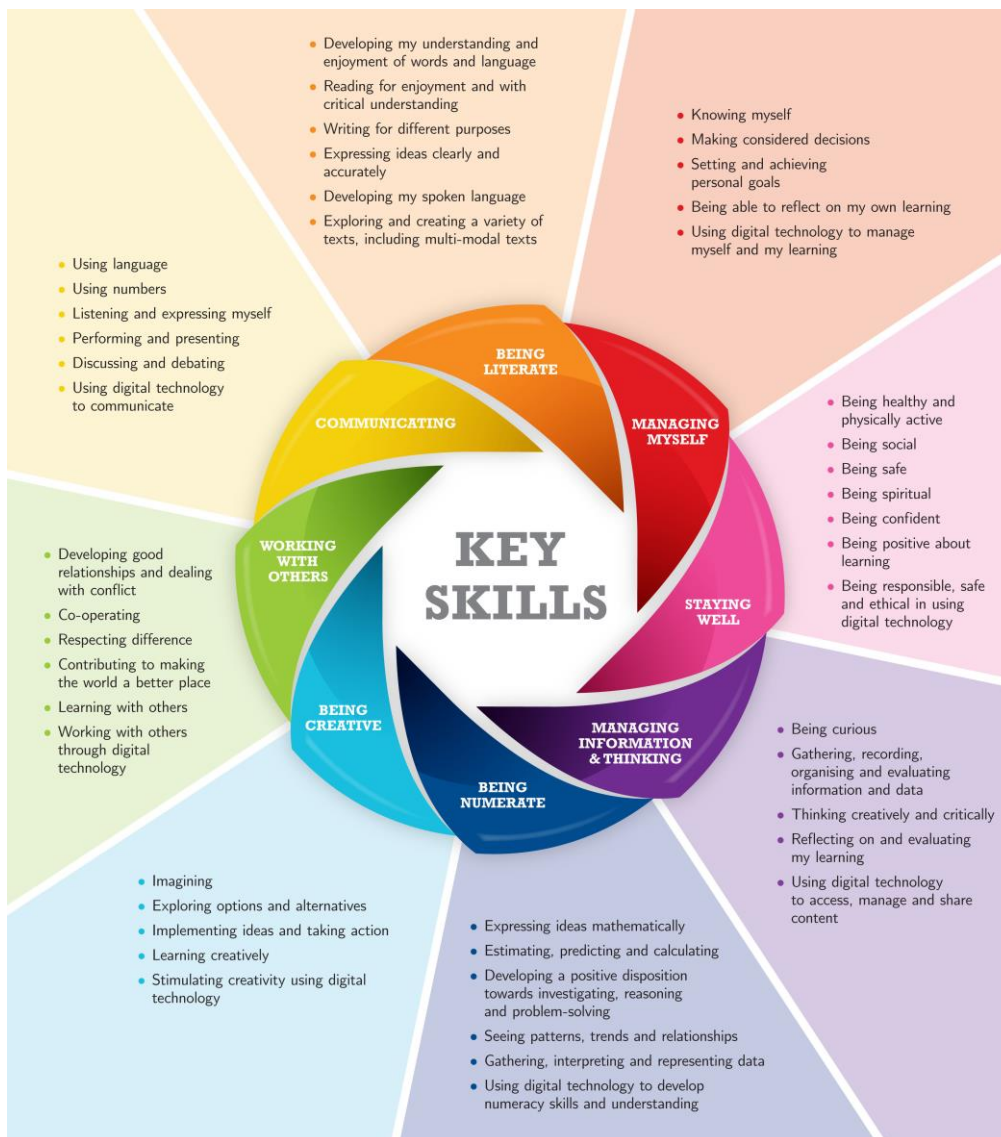 • Developing my understanding and
enjoyment of words and language
• Reading for enjoyment and with
critical understanding
• Writing for different purposes
• Expressing ideas clearly and
accurately
• Developing my spoken language
• Exploring and creating a variety of
texts, including multi-modal texts
• Knowing myself
• Making considered decisions
• Setting and achieving
personal goals
• Being able to reflect on my own learning
• Using digital technology to manage
myself and my learning
• Using language
• Using numbers
• Listening and expressing myself
• Performing and presenting
• Discussing and debating
• Using digital technology
to communicate
BEING
LITERATE
COMMUNICATING
MANAGING
MYSELF
• Being healthy and
physically active
• Being social
• Being safe
• Being spiritual
• Being confident
• Being positive about
learning
• Being responsible, safe
and ethical in using
digital technology
• Developing good
relationships and dealing
with conflict
• Co-operating
• Respecting difference
• Contributing to making
the world a better place
• Learning with others
• Working with others
through digital
technology
WORKING
WITH
OTHERS
KEY
SKILLS
STAYING
WELL
BEING
CREATIVE
MANAGING
INFORMATION
& THINKING
BEING
NUMERATE
• Being curious
• Gathering, recording,
organising and evaluating
information and data
• Thinking creatively and critically
• Reflecting on and evaluating
my learning
• Using digital technology
to access, manage and share
content
• Imagining
• Exploring options and alternatives
• Implementing ideas and taking action
• Learning creatively
• Stimulating creativity using digital
technology
• Expressing ideas mathematically
• Estimating, predicting and calculating
• Developing a positive disposition
towards investigating, reasoning
and problem-solving
• Seeing patterns, trends and relationships
• Gathering, interpreting and representing data
• Using digital technology to develop
numeracy skills and understanding